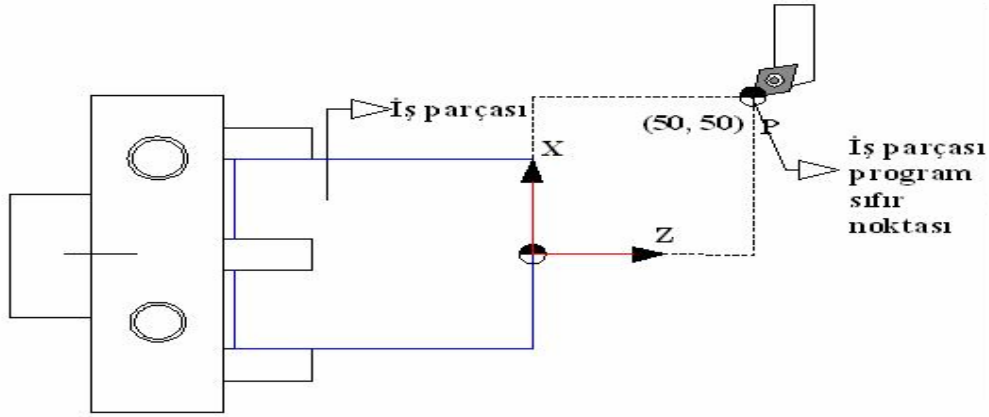 İş parçası
(50, 50)
P
X
Z
İş parçası
program
sıfır
noktası